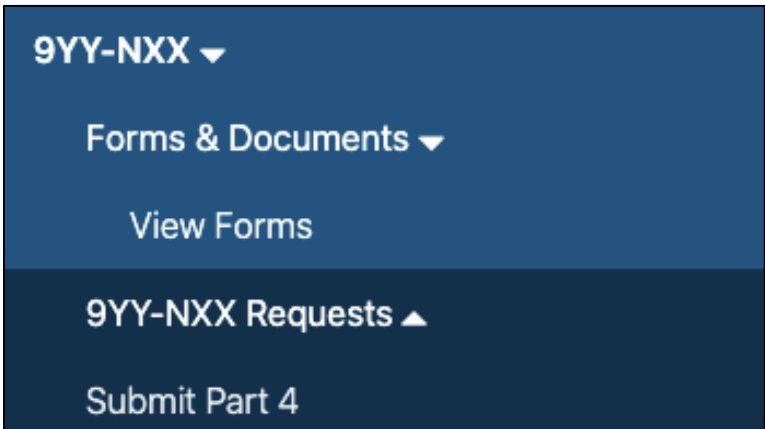 9YY-NXX
Forms & Documents
View Forms
9YY-NXX Requests
Submit Part 4